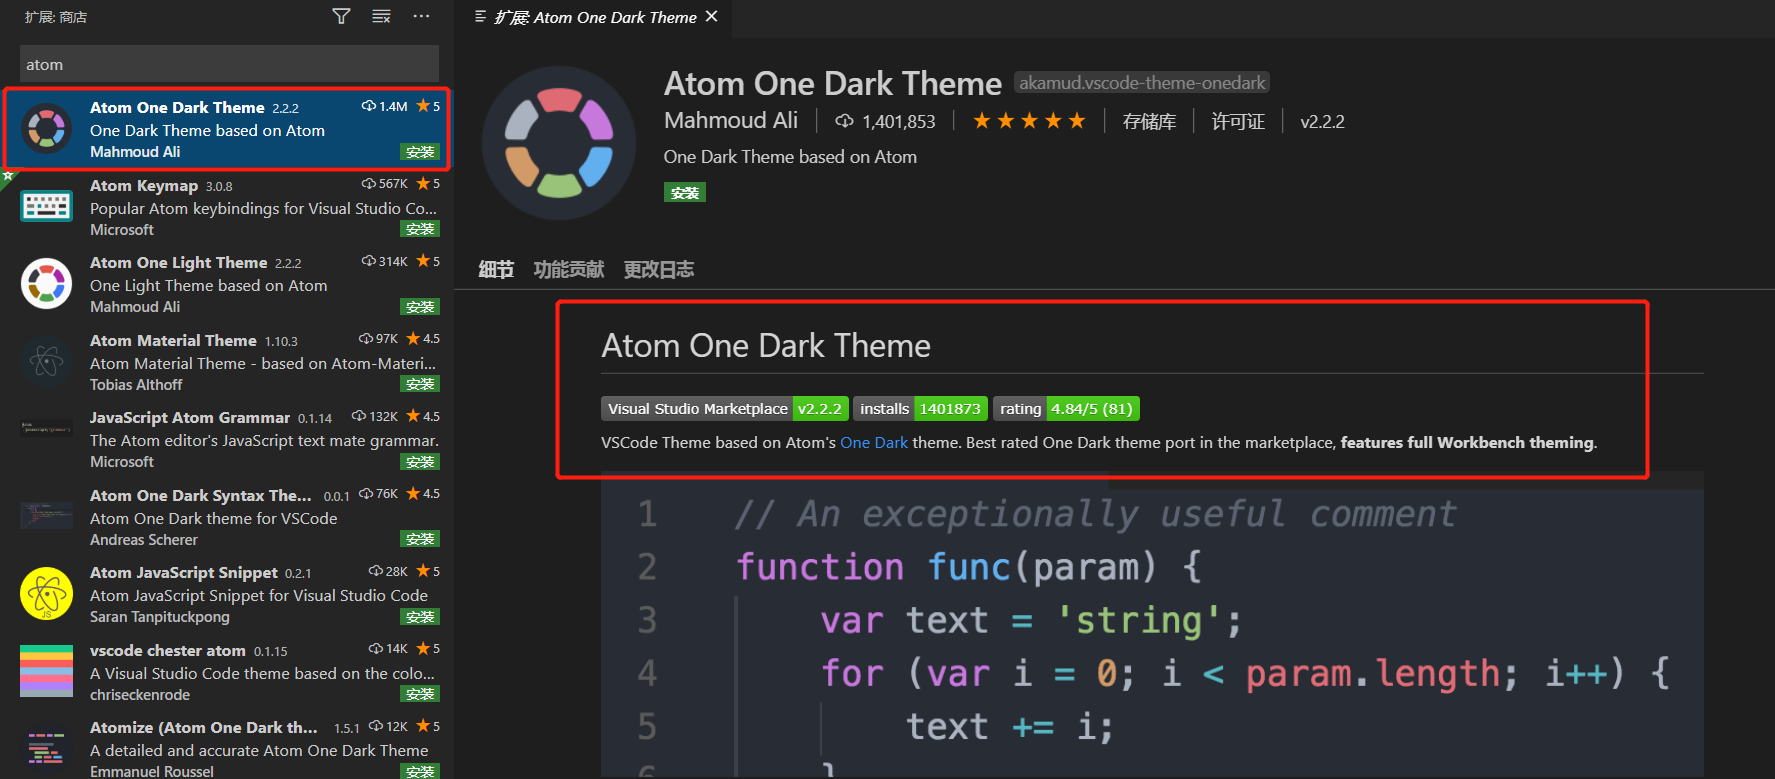 扩展: 商店
atom
Atom One Dark Theme 2.2.2 1.4M 5
One Dark Theme based on Atom
Mahmoud Ali 安装
Atom Keymap 3.0.8 567K 5
Popular Atom keybindings for Visual Studio Co...
Microsoft 安装
Atom One Light Theme 2.2.2 314K 5
One Light Theme based on Atom
Mahmoud Ali 安装
Atom Material Theme 1.10.3 97K 4.5
Atom Material Theme - based on Atom-Materi...
Tobias Althoff 安装
JavaScript Atom Grammar 0.1.14 132K 4.5
The Atom editor's JavaScript text mate grammar.
Microsoft 安装
Atom One Dark Syntax The... 0.0.1 76K 4.5
Atom One Dark theme for VSCode
Andreas Scherer 安装
Atom JavaScript Snippet 0.2.1 28K 5
Atom JavaScript Snippet for Visual Studio Code
Saran Tanpituckpong 安装
JS
vscode chester atom 0.1.15 14K 5
A Visual Studio Code theme based on the colo...
chriseckenrode 安装
Atomize (Atom One Dark th... 1.5.1 12K 5
A detailed and accurate Atom One Dark Theme
Emmanuel Roussel 安装
扩展: Atom One Dark Theme
Atom One Dark Theme akamud.vscode-theme-onedark
Mahmoud Ali 1,401,853 存储库 许可证 v2.2.2
One Dark Theme based on Atom
安装
细节 功能贡献 更改日志
Atom One Dark Theme
Visual Studio Marketplace v2.2.2 installs 1401873 rating 4.84/5 (81)
VSCode Theme based on Atom's One Dark theme. Best rated One Dark theme port in the marketplace, features full Workbench theming.
1 // An exceptionally useful comment
2 function func(param) {
3 var text = 'string';
4 for (var i = 0; i < param.length; i++) {
5 text += i;
6 }